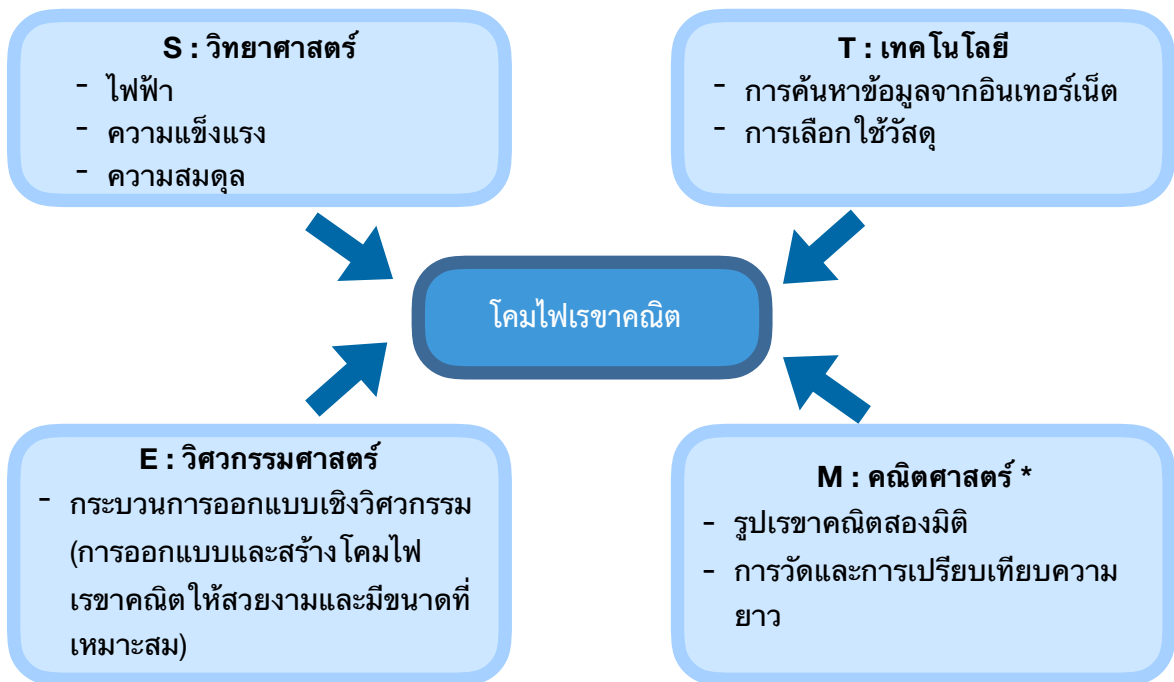 S : วิทยาศาสตร์
- ไฟฟ้า
- ความแข็งแรง
- ความสมดุล
T : เทคโนโลยี
- การค้นหาข้อมูลจากอินเทอร์เน็ต
- การเลือกใช้วัสดุ
โคมไฟเรขาคณิต
E : วิศวกรรมศาสตร์
- กระบวนการออกแบบเชิงวิศวกรรม
(การออกแบบและสร้างโคมไฟ
เรขาคณิตให้สวยงามและมีขนาดที่
เหมาะสม)
M : คณิตศาสตร์ *
- รูปเรขาคณิตสองมิติ
- การวัดและการเปรียบเทียบความ
ยาว